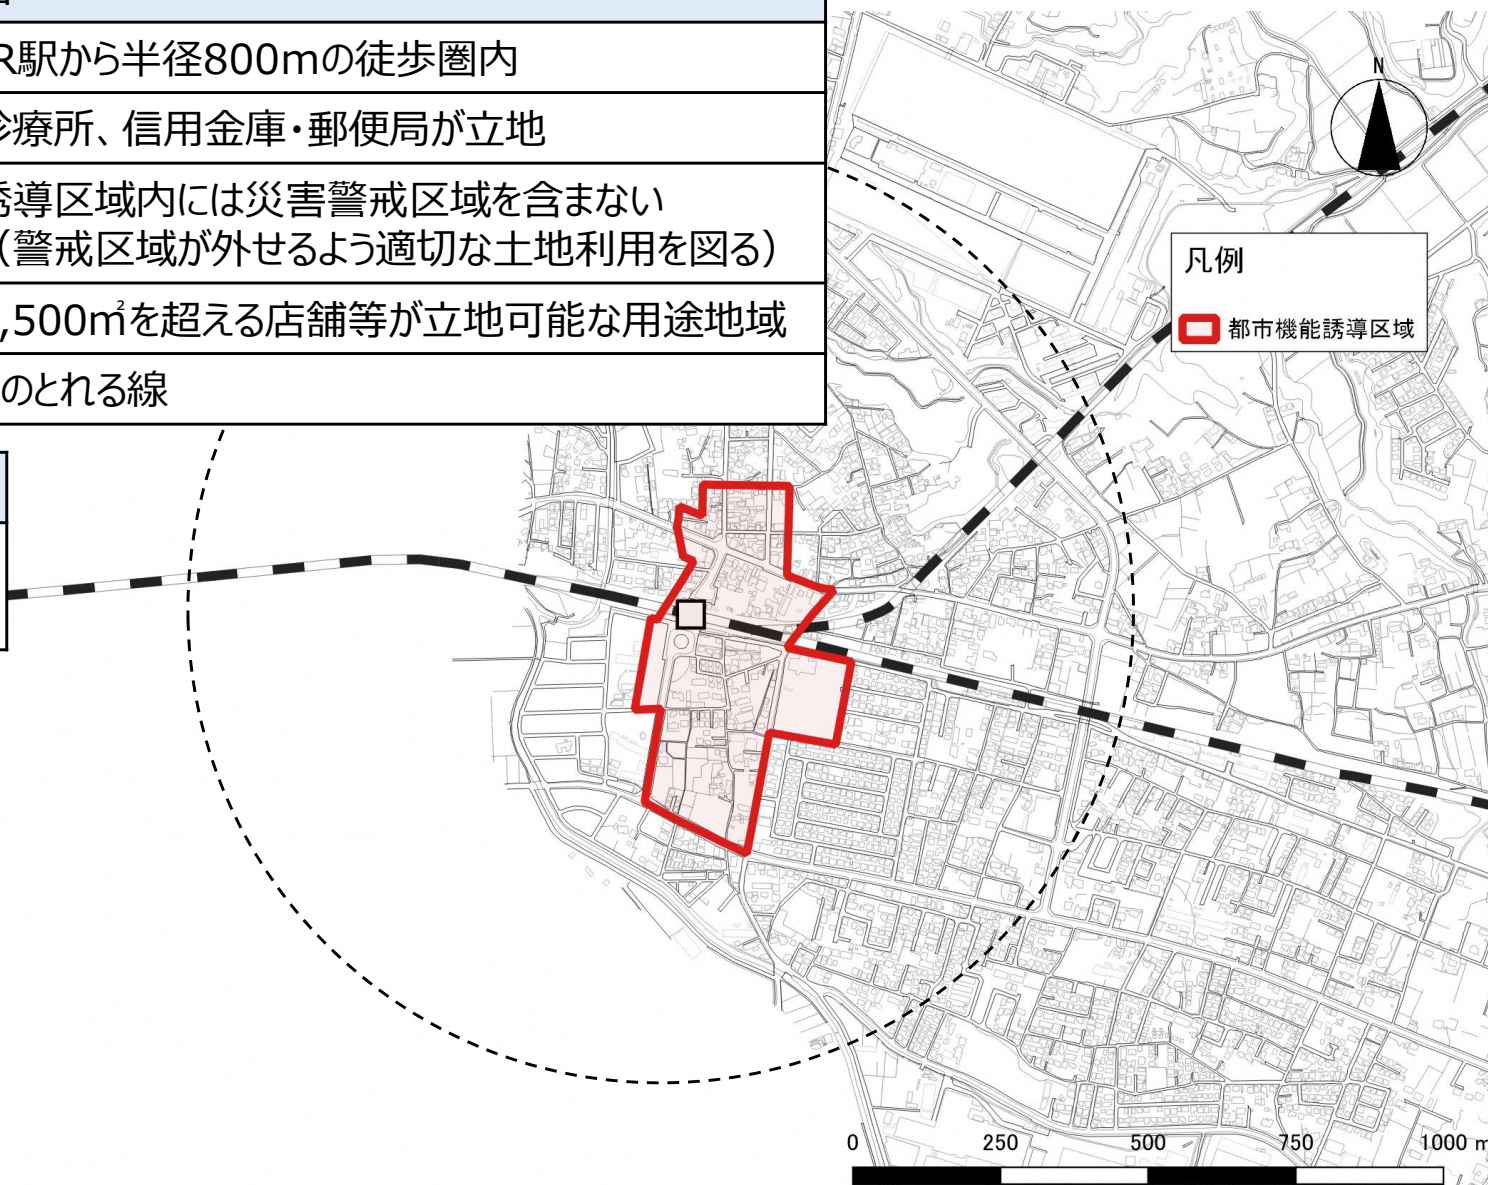 R駅から半径800mの徒歩圏内
診療所、信用金庫・郵便局が立地
誘導区域内には災害警戒区域を含まない
（警戒区域が外せるよう適切な土地利用を図る）
,500㎡を超える店舗等が立地可能な用途地域
のとれる線
N
凡例
都市機能誘導区域
0 250 500 750 1000 m